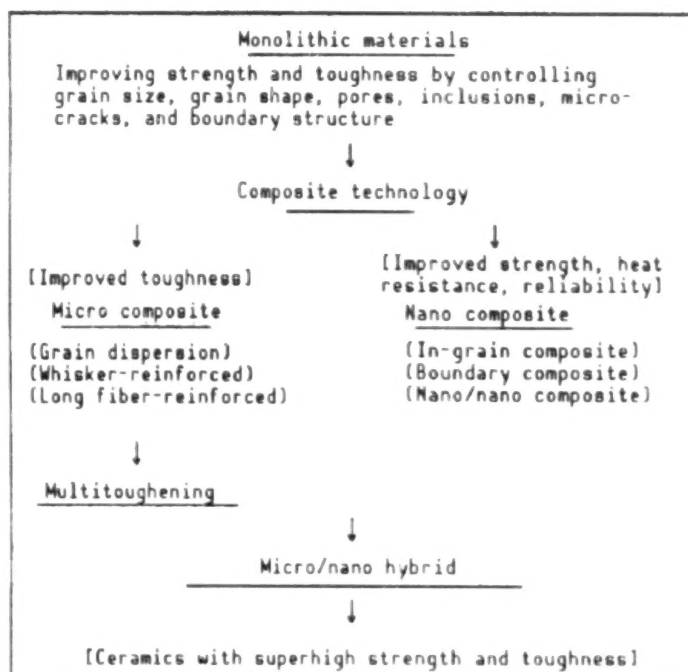 Monolithic materials
Improving strength and toughness by controlling
grain size, grain shape, pores, inclusions, micro-
cracks, and boundary structure
↓
Composite technology
↓ ↓
[Improved toughness]
Micro composite
(Grain dispersion)
(Whisker-reinforced)
(Long fiber-reinforced)
↓
Multitoughening
[Improved strength, heat
resistance, reliability]
Nano composite
(In-grain composite)
(Boundary composite)
(Nano/nano composite)
↓
Micro/nano hybrid
↓
[Ceramics with superhigh strength and toughness]